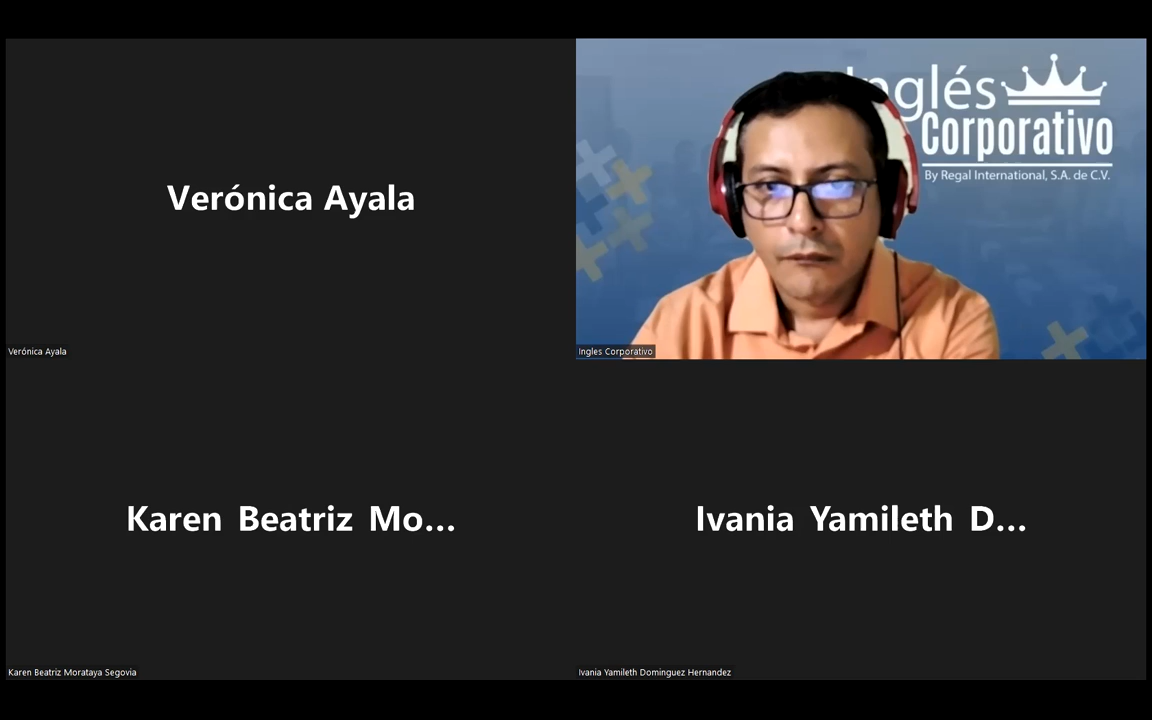 Verónica Ayala
Verónica Ayala
Inglés
Corporativo
By Regal International, S.A. de C.V.
Ingles Corporativo
Karen Beatriz Mo...
Karen Beatriz Morataya Segovia
Ivania Yamileth D...
Ivania Yamileth Dominguez Hernandez